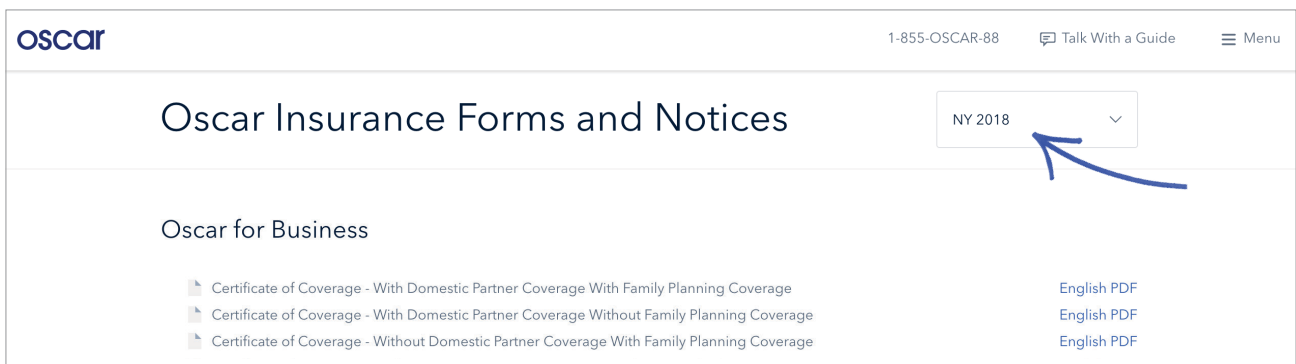 oscar
1-855-OSCAR-88 Talk With a Guide Menu
Oscar Insurance Forms and Notices
NY 2018
Oscar for Business
Certificate of Coverage - With Domestic Partner Coverage With Family Planning Coverage English PDF
Certificate of Coverage - With Domestic Partner Coverage Without Family Planning Coverage English PDF
Certificate of Coverage - Without Domestic Partner Coverage With Family Planning Coverage English PDF